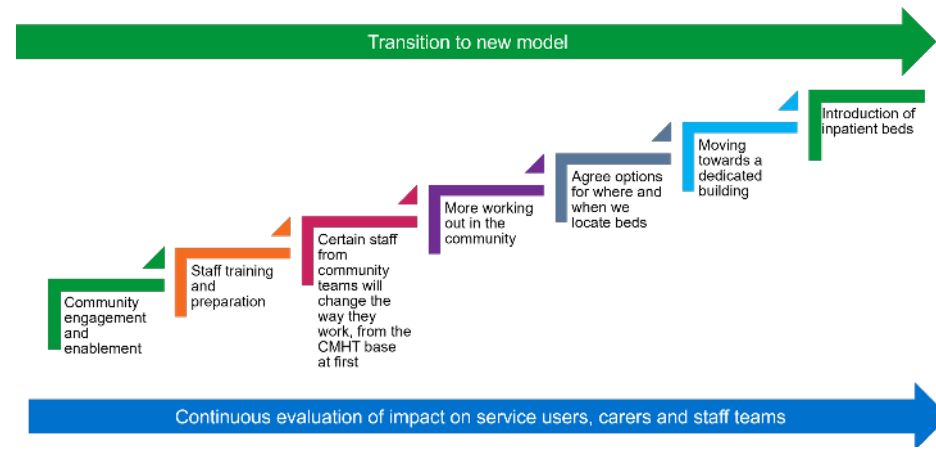 Transition to new model
Community
engagement
and
enablement
Staff training
and
preparation
Certain staff
from
community
teams will
change the
way they
work, from the
CMHT base
at first
More working
out in the
community
Agree options
for where and
when we
locate beds
Moving
towards a
dedicated
building
Introduction of
inpatient beds
Continuous evaluation of impact on service users, carers and staff teams